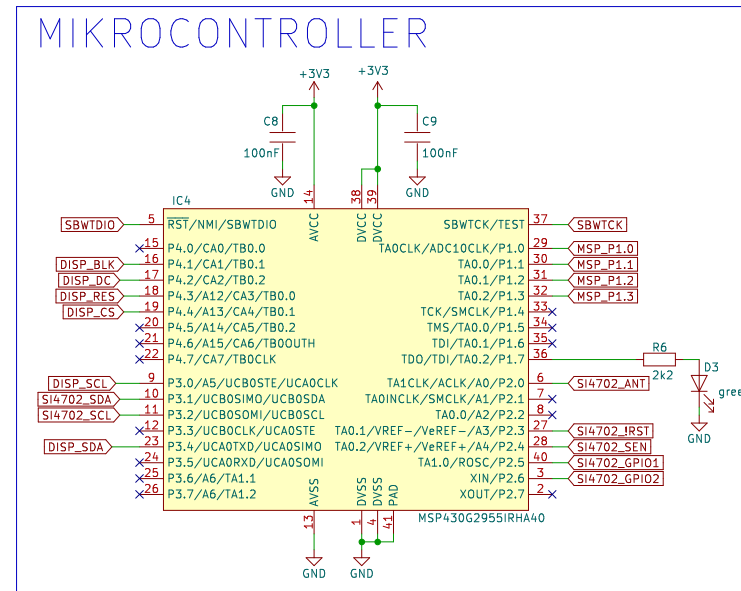 MIKROCONTROLLER
+3V3
+3V3
C8
100nF
GND
C9
100nF
GND
14
38
39
IC4
AVCC
DVCC
DVCC
SBWTDIO 5 RST/NMI/SBWTDIO
15 P4.0/CA0/TB0.0
DISP_BLK 16 P4.1/CA1/TB0.1
DISP_DC 17 P4.2/CA2/TB0.2
DISP_RES 18 P4.3/A12/CA3/TB0.0
DISP_CS 19 P4.4/A13/CA4/TB0.1
20 P4.5/A14/CA5/TB0.2
21 P4.6/A15/CA6/TB0OUTH
22 P4.7/CA7/TB0CLK
DISP_SCL 9 P3.0/A5/UCB0STE/UCA0CLK
SI4702_SDA 10 P3.1/UCB0SIMO/UCB0SDA
SI4702_SCL 11 P3.2/UCB0SOMI/UCB0SCL
12 P3.3/UCB0CLK/UCA0STE
DISP_SDA 23 P3.4/UCA0TXD/UCA0SIMO
24 P3.5/UCA0RXD/UCA0SOMI
25 P3.6/A6/TA1.1
26 P3.7/A6/TA1.2
SBWTCK/TEST 37 SBWTCK
TA0CLK/ADC10CLK/P1.0 29 MSP_P1.0
TA0.0/P1.1 30 MSP_P1.1
TA0.1/P1.2 31 MSP_P1.2
TA0.2/P1.3 32 MSP_P1.3
TCK/SMCLK/P1.4 33
TMS/TA0.0/P1.5 34
TDI/TA0.1/P1.6 35
TDO/TDI/TA0.2/P1.7 36
TA1CLK/ACLK/A0/P2.0 6 SI4702_ANT
TA0INCLK/SMCLK/A1/P2.1 7
TA0.0/A2/P2.2 8
TA0.1/VREF-/VeREF-/A3/P2.3 27 SI4702_!RST
TA0.2/VREF+/VeREF+/A4/P2.4 28 SI4702_SEN
TA1.0/ROSC/P2.5 40 SI4702_GPIO1
XIN/P2.6 3 SI4702_GPIO2
XOUT/P2.7 2
R6
2k2
D3
gree
GND
AVSS
DVSS
DVSS
PAD
13
1
4
41
MSP430G2955IRHA40
GND
GND